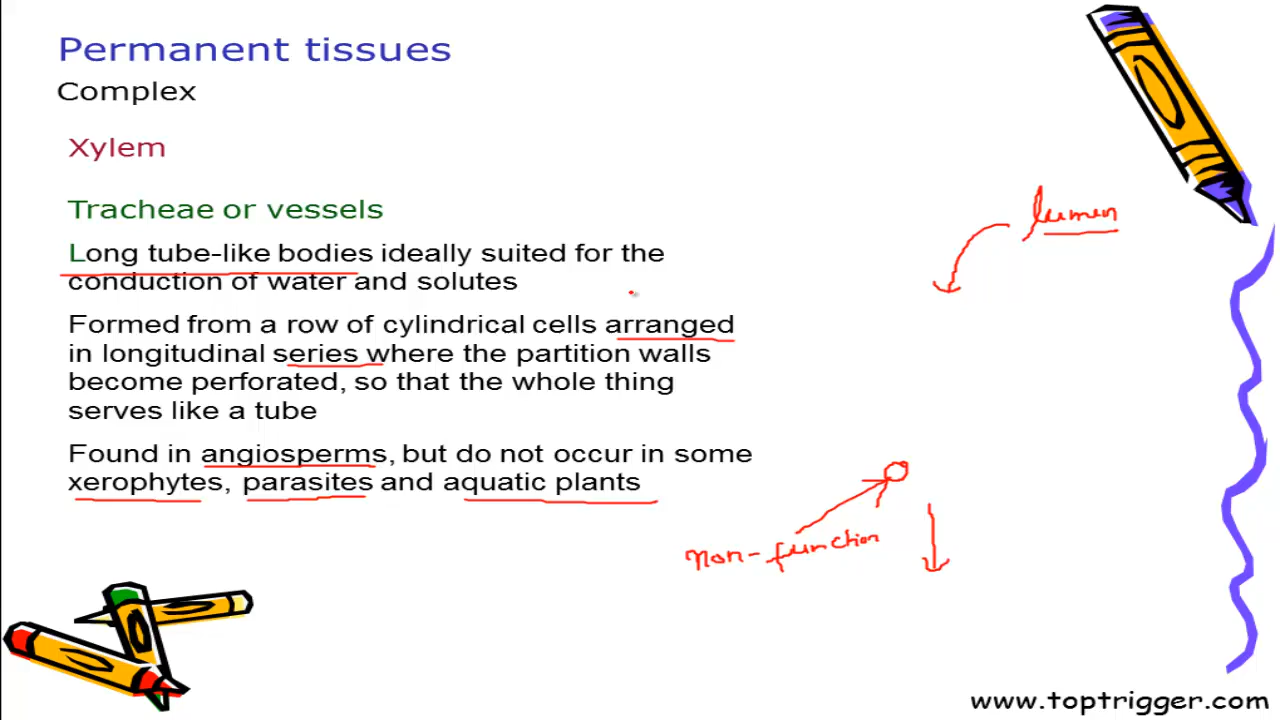 Permanent tissues
Complex
Xylem
Tracheae or vessels
Long tube-like bodies ideally suited for the
conduction of water and solutes
Formed from a row of cylindrical cells arranged
in longitudinal series where the partition walls
become perforated, so that the whole thing
serves like a tube
Found in angiosperms, but do not occur in some
xerophytes, parasites and aquatic plants
lumen
non-function
www.toptrigger.com